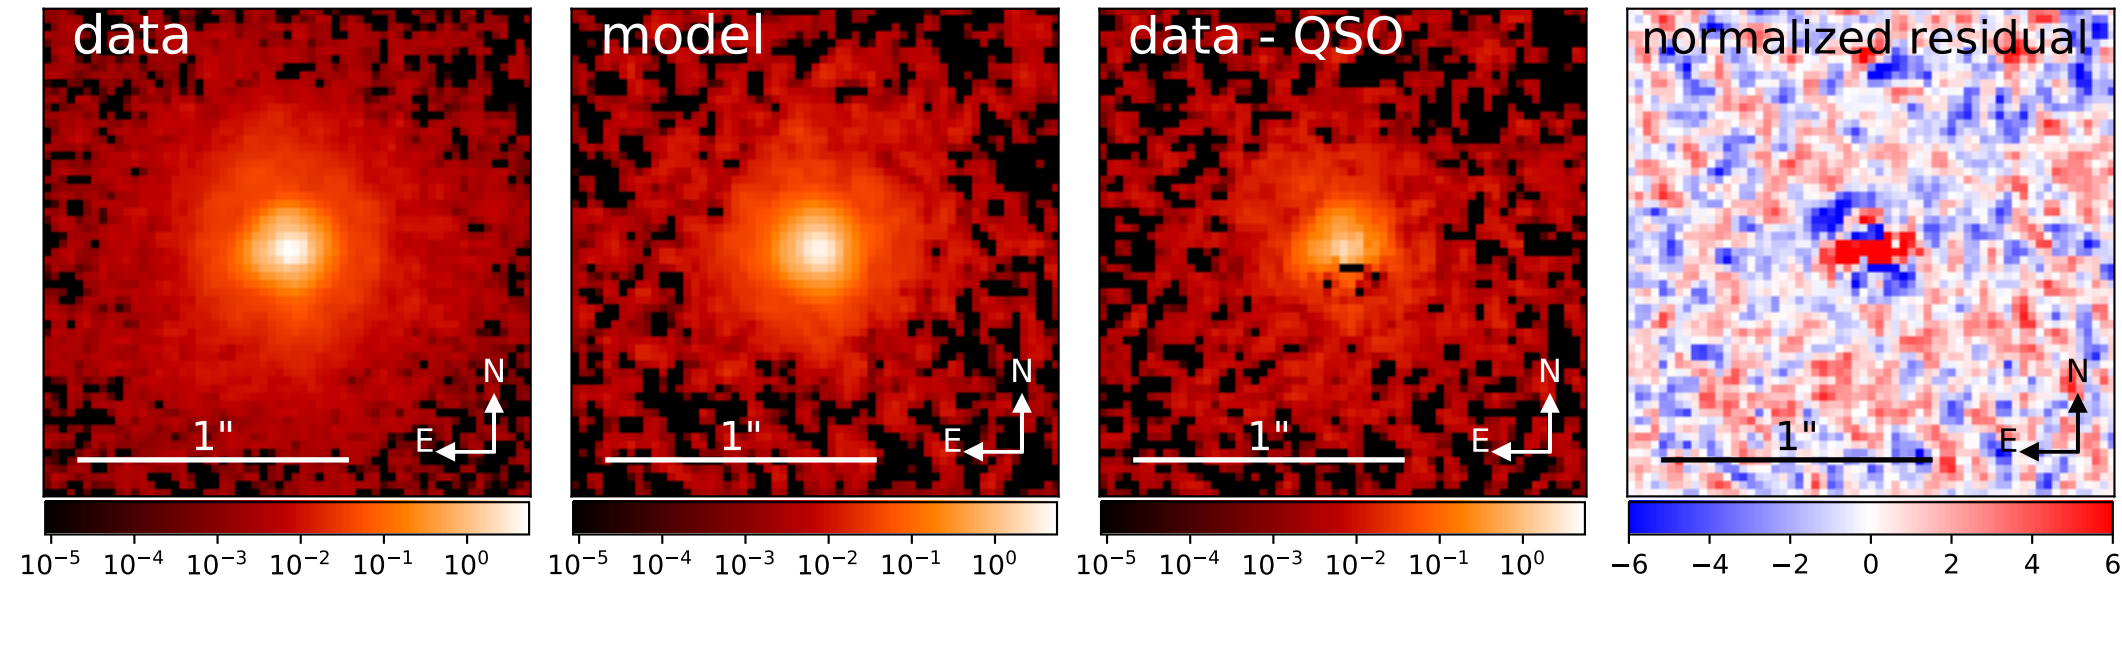 data model data - QSO normalized residual
N N N N
1" E 1" E 1" E 1" E
10⁻⁵ 10⁻⁴ 10⁻³ 10⁻² 10⁻¹ 10⁰ 10⁻⁵ 10⁻⁴ 10⁻³ 10⁻² 10⁻¹ 10⁰ 10⁻⁵ 10⁻⁴ 10⁻³ 10⁻² 10⁻¹ 10⁰ −6 −4 −2 0 2 4 6